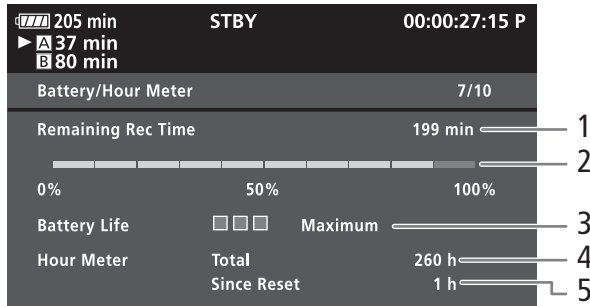 205 min STBY 00:00:27:15 P
A 37 min
B 80 min
Battery/Hour Meter 7/10
Remaining Rec Time 199 min 1
2
0% 50% 100%
Battery Life Maximum 3
Hour Meter Total 260 h 4
Since Reset 1 h 5